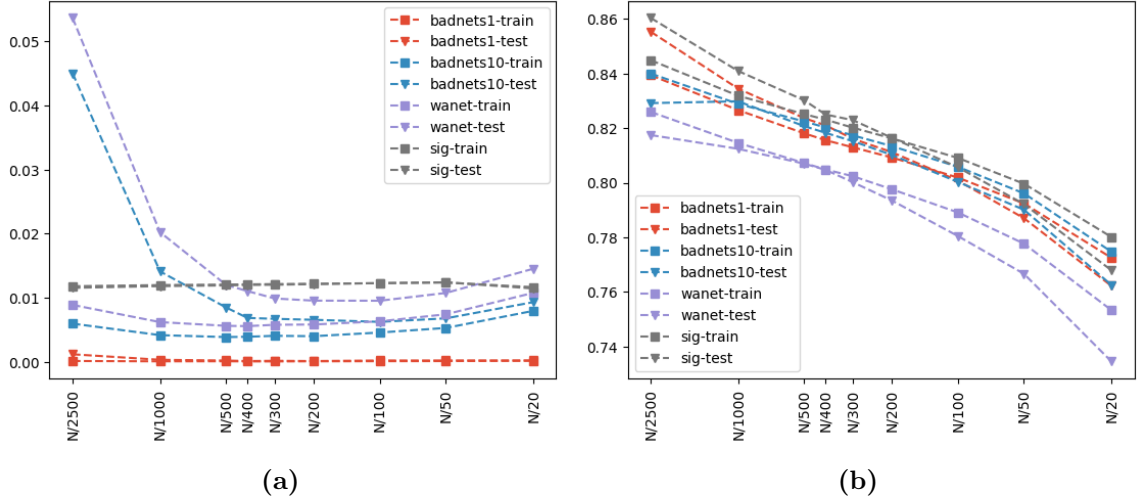 0.05
0.04
0.03
0.02
0.01
0.00
badnets1-train
badnets1-test
badnets10-train
badnets10-test
wanet-train
wanet-test
sig-train
sig-test
N/2500
N/1000
N/500
N/400
N/300
N/200
N/100
N/50
N/20
(a)
0.86
0.84
0.82
0.80
0.78
0.76
0.74
badnets1-train
badnets1-test
badnets10-train
badnets10-test
wanet-train
wanet-test
sig-train
sig-test
N/2500
N/1000
N/500
N/400
N/300
N/200
N/100
N/50
N/20
(b)